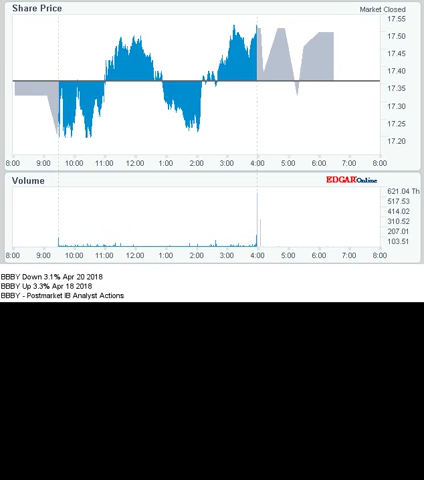 Share Price
Market Closed
17.55
17.50
17.45
17.40
17.35
17.30
17.25
17.20
8:00 9:00 10:00 11:00 12:00 1:00 2:00 3:00 4:00 5:00 6:00 7:00 8:00
Volume
EDGAROnline
621.04 Th
517.53
414.02
310.52
207.01
103.51
8:00 9:00 10:00 11:00 12:00 1:00 2:00 3:00 4:00 5:00 6:00 7:00 8:00
BBBY Down 3.1% Apr 20 2018
BBBY Up 3.3% Apr 18 2018
BBBY - Postmarket IB Analyst Actions